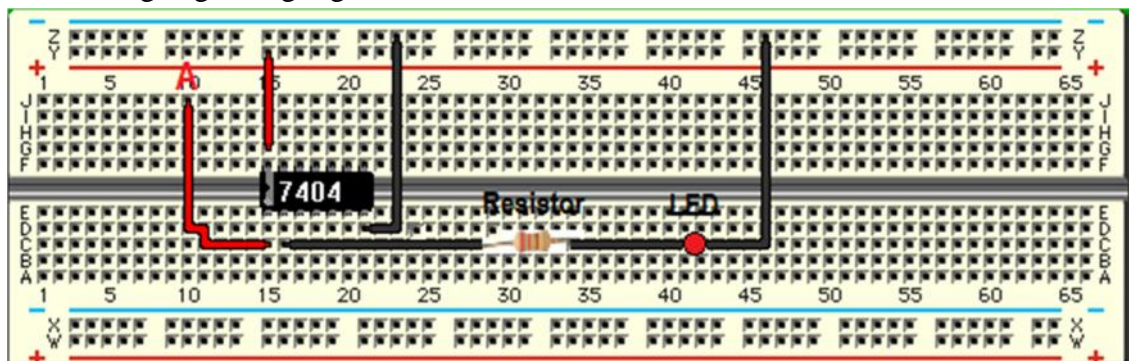 − −
Z Z
Y Y
+ A +
1 5 10 15 20 25 30 35 40 45 50 55 60 65
J J
I I
H H
G G
F F
7404
Resistor LED
E E
D D
C C
B B
A A
1 5 10 15 20 25 30 35 40 45 50 55 60 65
− −
X X
W W
+ +